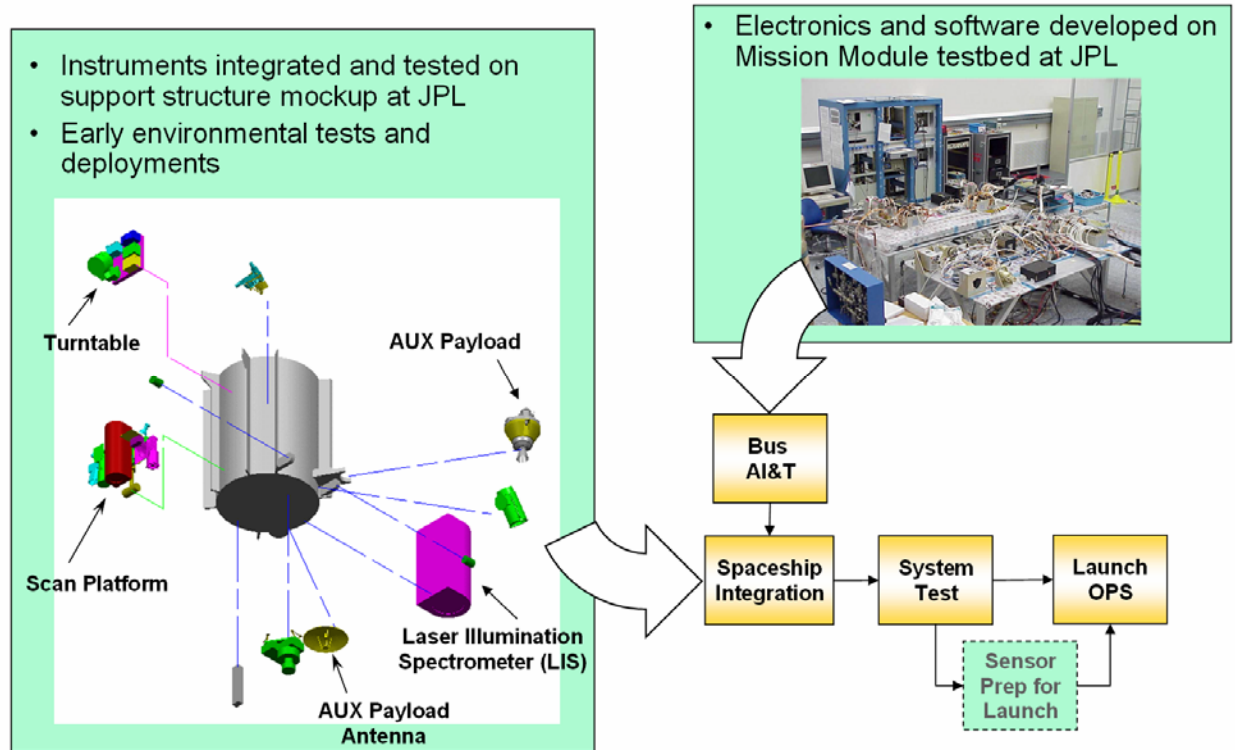 • Instruments integrated and tested on
support structure mockup at JPL
• Early environmental tests and
deployments
Turntable
AUX Payload
Scan Platform
Laser Illumination
Spectrometer (LIS)
AUX Payload
Antenna
• Electronics and software developed on
Mission Module testbed at JPL
Bus
AI&T
Spaceship
Integration
System
Test
Launch
OPS
Sensor
Prep for
Launch